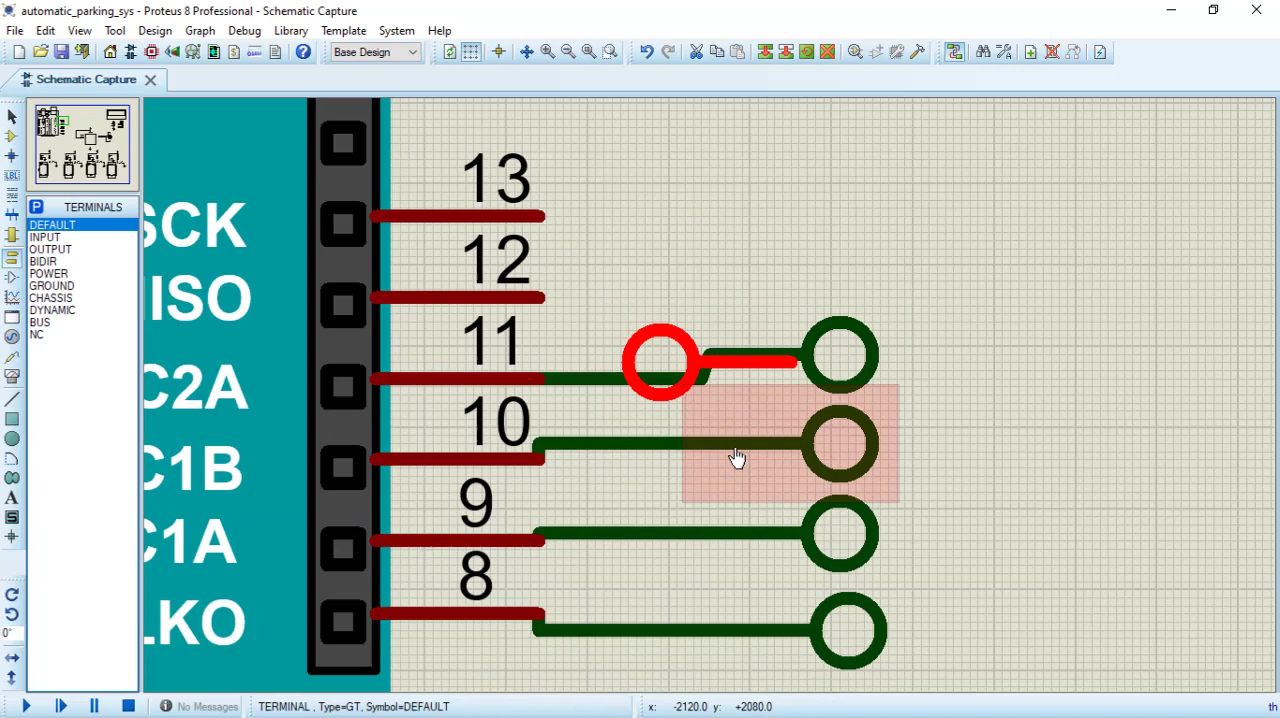 automatic_parking_sys - Proteus 8 Professional - Schematic Capture
File Edit View Tool Design Graph Debug Library Template System Help
Base Design
Schematic Capture
LBL
P TERMINALS
DEFAULT
INPUT
OUTPUT
BIDIR
POWER
GROUND
CHASSIS
DYNAMIC
BUS
NC
A
S
0°
13
SCK
12
ISO
11
C2A
10
C1B
9
C1A
8
LKO
No Messages
TERMINAL , Type=GT, Symbol=DEFAULT
x: -2120.0 y: +2080.0
th